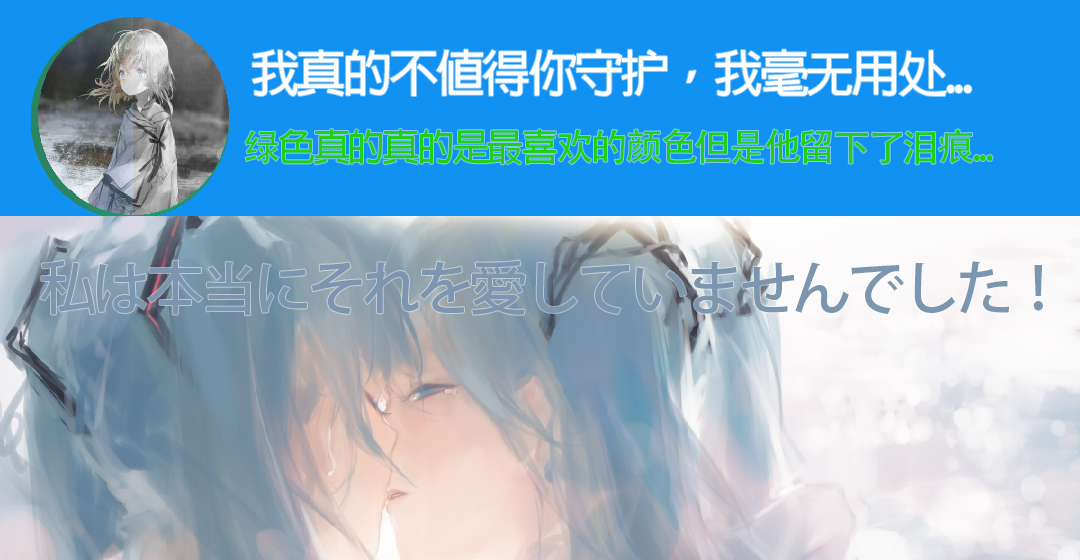 我真的不値得你守护，我毫无用处...
绿色真的真的是最喜欢的颜色但是他留下了泪痕...
私は本当にそれを愛していませんでした！